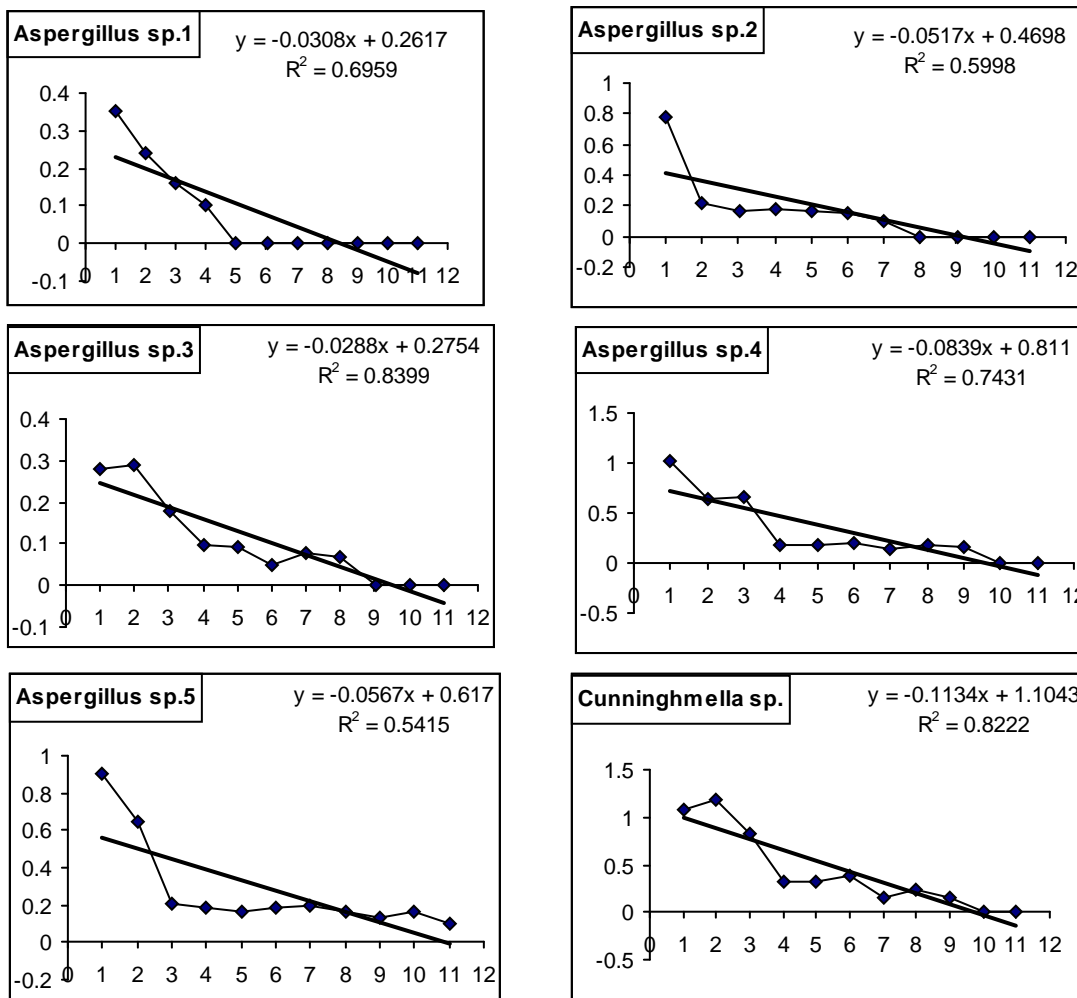 Aspergillus sp.1
y = -0.0308x + 0.2617
R² = 0.6959
0.4
0.3
0.2
0.1
0
-0.1
0 1 2 3 4 5 6 7 8 9 10 11 12
Aspergillus sp.2
y = -0.0517x + 0.4698
R² = 0.5998
1
0.8
0.6
0.4
0.2
0
-0.2
0 1 2 3 4 5 6 7 8 9 10 11 12
Aspergillus sp.3
y = -0.0288x + 0.2754
R² = 0.8399
0.4
0.3
0.2
0.1
0
-0.1
0 1 2 3 4 5 6 7 8 9 10 11 12
Aspergillus sp.4
y = -0.0839x + 0.811
R² = 0.7431
1.5
1
0.5
0
-0.5
0 1 2 3 4 5 6 7 8 9 10 11 12
Aspergillus sp.5
y = -0.0567x + 0.617
R² = 0.5415
1
0.8
0.6
0.4
0.2
0
-0.2
0 1 2 3 4 5 6 7 8 9 10 11 12
Cunninghmella sp.
y = -0.1134x + 1.1043
R² = 0.8222
1.5
1
0.5
0
-0.5
0 1 2 3 4 5 6 7 8 9 10 11 12